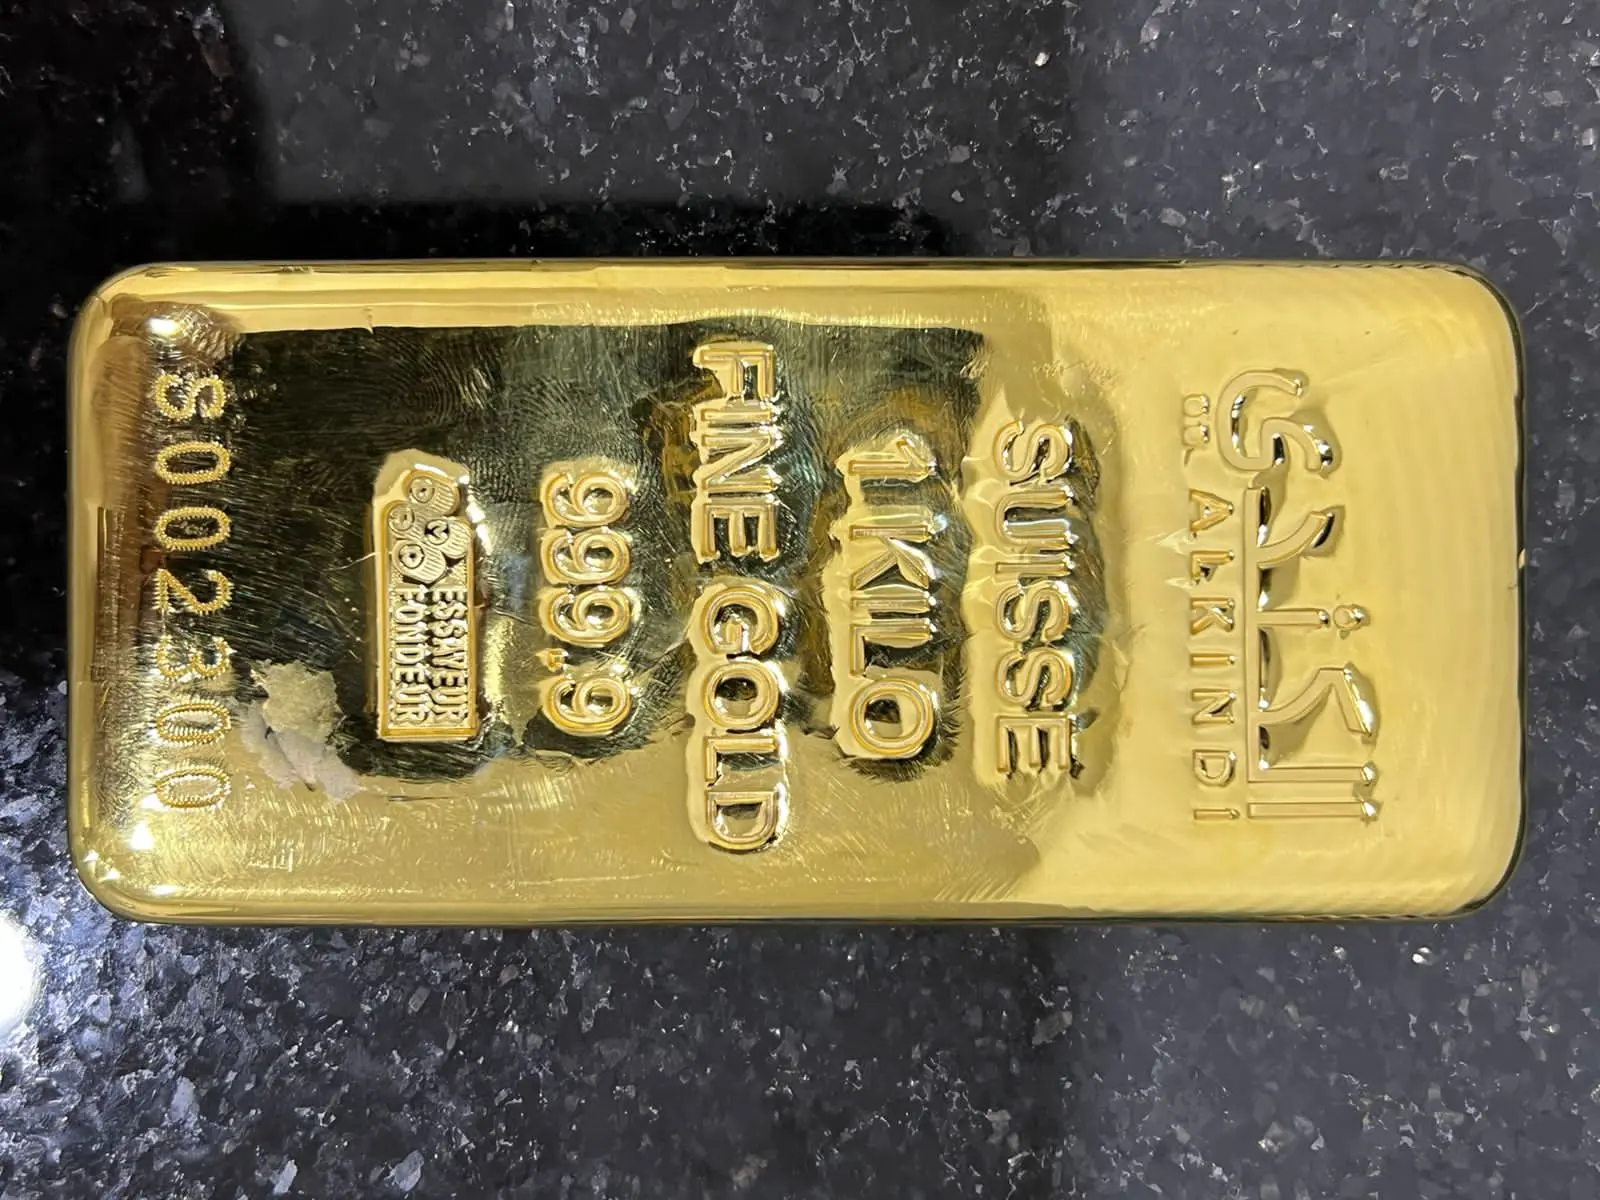 الكندي
ALKINDI
SUISSE
1 KILO
FINE GOLD
999,9
ESSAYEUR
FONDEUR
S002300